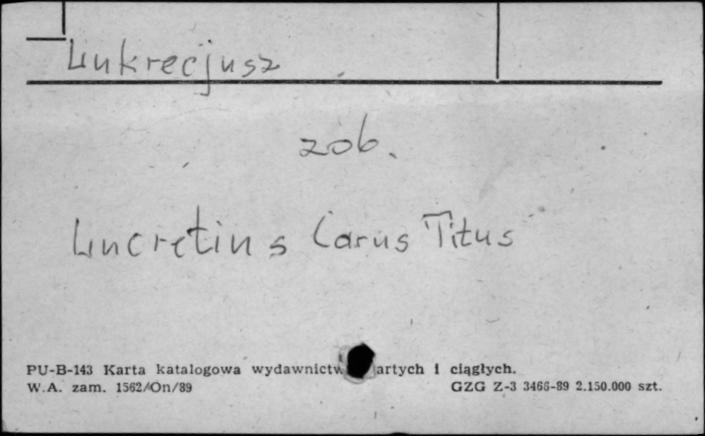 Lukrecjusz
zob.
Lucretius Carus Titus
PU-B-143 Karta katalogowa wydawnictw artych i ciągłych.
W.A. zam. 1562/On/89 GZG Z-3 3466-89 2.150.000 szt.